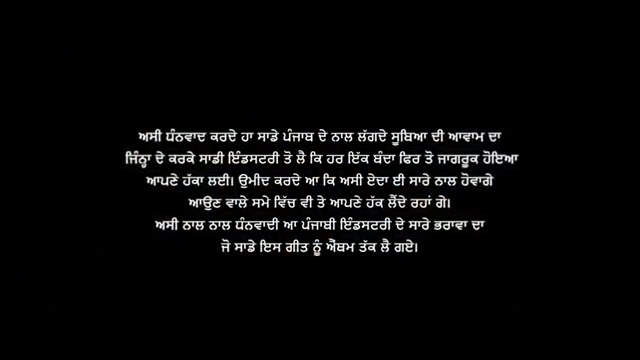 ਅਸੀ ਧੰਨਵਾਦ ਕਰਦੇ ਹਾ ਸਾਡੇ ਪੰਜਾਬ ਦੇ ਨਾਲ ਲੱਗਦੇ ਸੂਬਿਆ ਦੀ ਆਵਾਮ ਦਾ
ਜਿੰਨ੍ਹਾ ਦੇ ਕਰਕੇ ਸਾਡੀ ਇੰਡਸਟਰੀ ਤੋ ਲੈ ਕਿ ਹਰ ਇੱਕ ਬੰਦਾ ਫਿਰ ਤੋ ਜਾਗਰੂਕ ਹੋਇਆ
ਆਪਣੇ ਹੱਕਾ ਲਈ। ਉਮੀਦ ਕਰਦੇ ਆ ਕਿ ਅਸੀ ਏਦਾ ਈ ਸਾਰੇ ਨਾਲ ਹੋਵਾਗੇ
ਆਉਣ ਵਾਲੇ ਸਮੇ ਵਿੱਚ ਵੀ ਤੇ ਆਪਣੇ ਹੱਕ ਲੈਂਦੇ ਰਹਾਂ ਗੇ।
ਅਸੀ ਨਾਲ ਨਾਲ ਧੰਨਵਾਦੀ ਆ ਪੰਜਾਬੀ ਇੰਡਸਟਰੀ ਦੇ ਸਾਰੇ ਭਰਾਵਾ ਦਾ
ਜੋ ਸਾਡੇ ਇਸ ਗੀਤ ਨੂੰ ਐਂਥਮ ਤੱਕ ਲੈ ਗਏ।